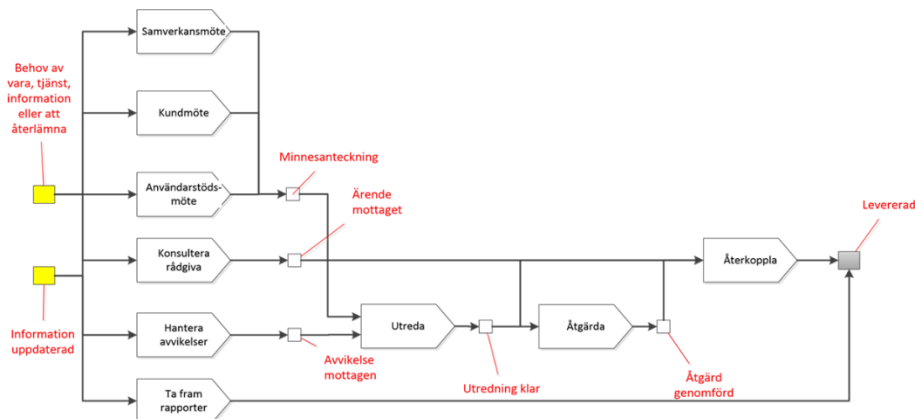 Samverkansmöte
Behov av
vara, tjänst,
information
eller att
återlämna
Kundmöte
Minnesanteckning
Användarstöds-
möte
Ärende
mottaget
Levererad
Konsultera
rådgiva
Återkoppla
Information
uppdaterad
Hantera
avvikelser
Utreda
Åtgärda
Avvikelse
mottagen
Utredning klar
Åtgärd
genomförd
Ta fram
rapporter